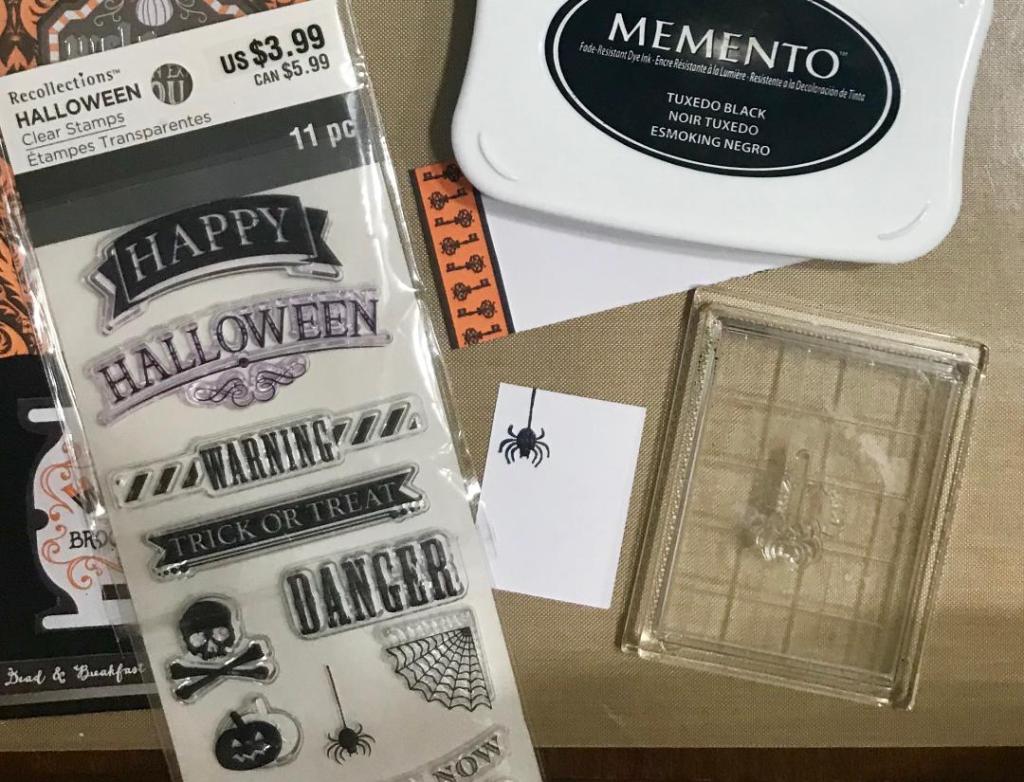 Recollections™
HALLOWEEN
Clear Stamps
Étampes Transparentes
US $3.99
CAN $5.99
11 pc
HAPPY
HALLOWEEN
WARNING
TRICK OR TREAT
DANGER
NOW
Dead & Breakfast
MEMENTO™
Fade-Resistant Dye Ink · Encre Résistante à la Lumière · Resistente a la Decoloración de Tinta
TUXEDO BLACK
NOIR TUXEDO
ESMOKING NEGRO